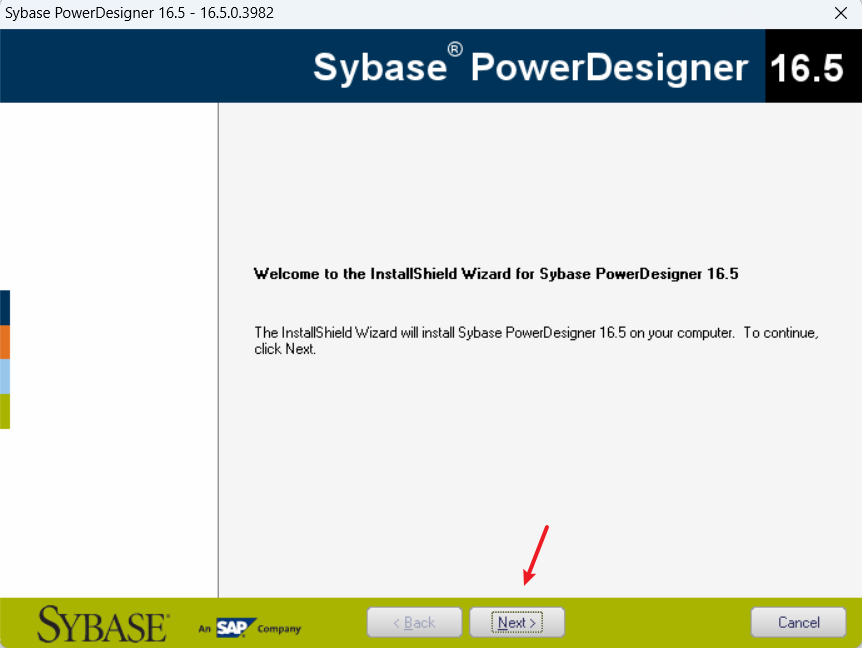 Sybase PowerDesigner 16.5 - 16.5.0.3982
Sybase® PowerDesigner 16.5
Welcome to the InstallShield Wizard for Sybase PowerDesigner 16.5
The InstallShield Wizard will install Sybase PowerDesigner 16.5 on your computer.  To continue,
click Next.
SYBASE® An SAP Company
< Back
Next >
Cancel